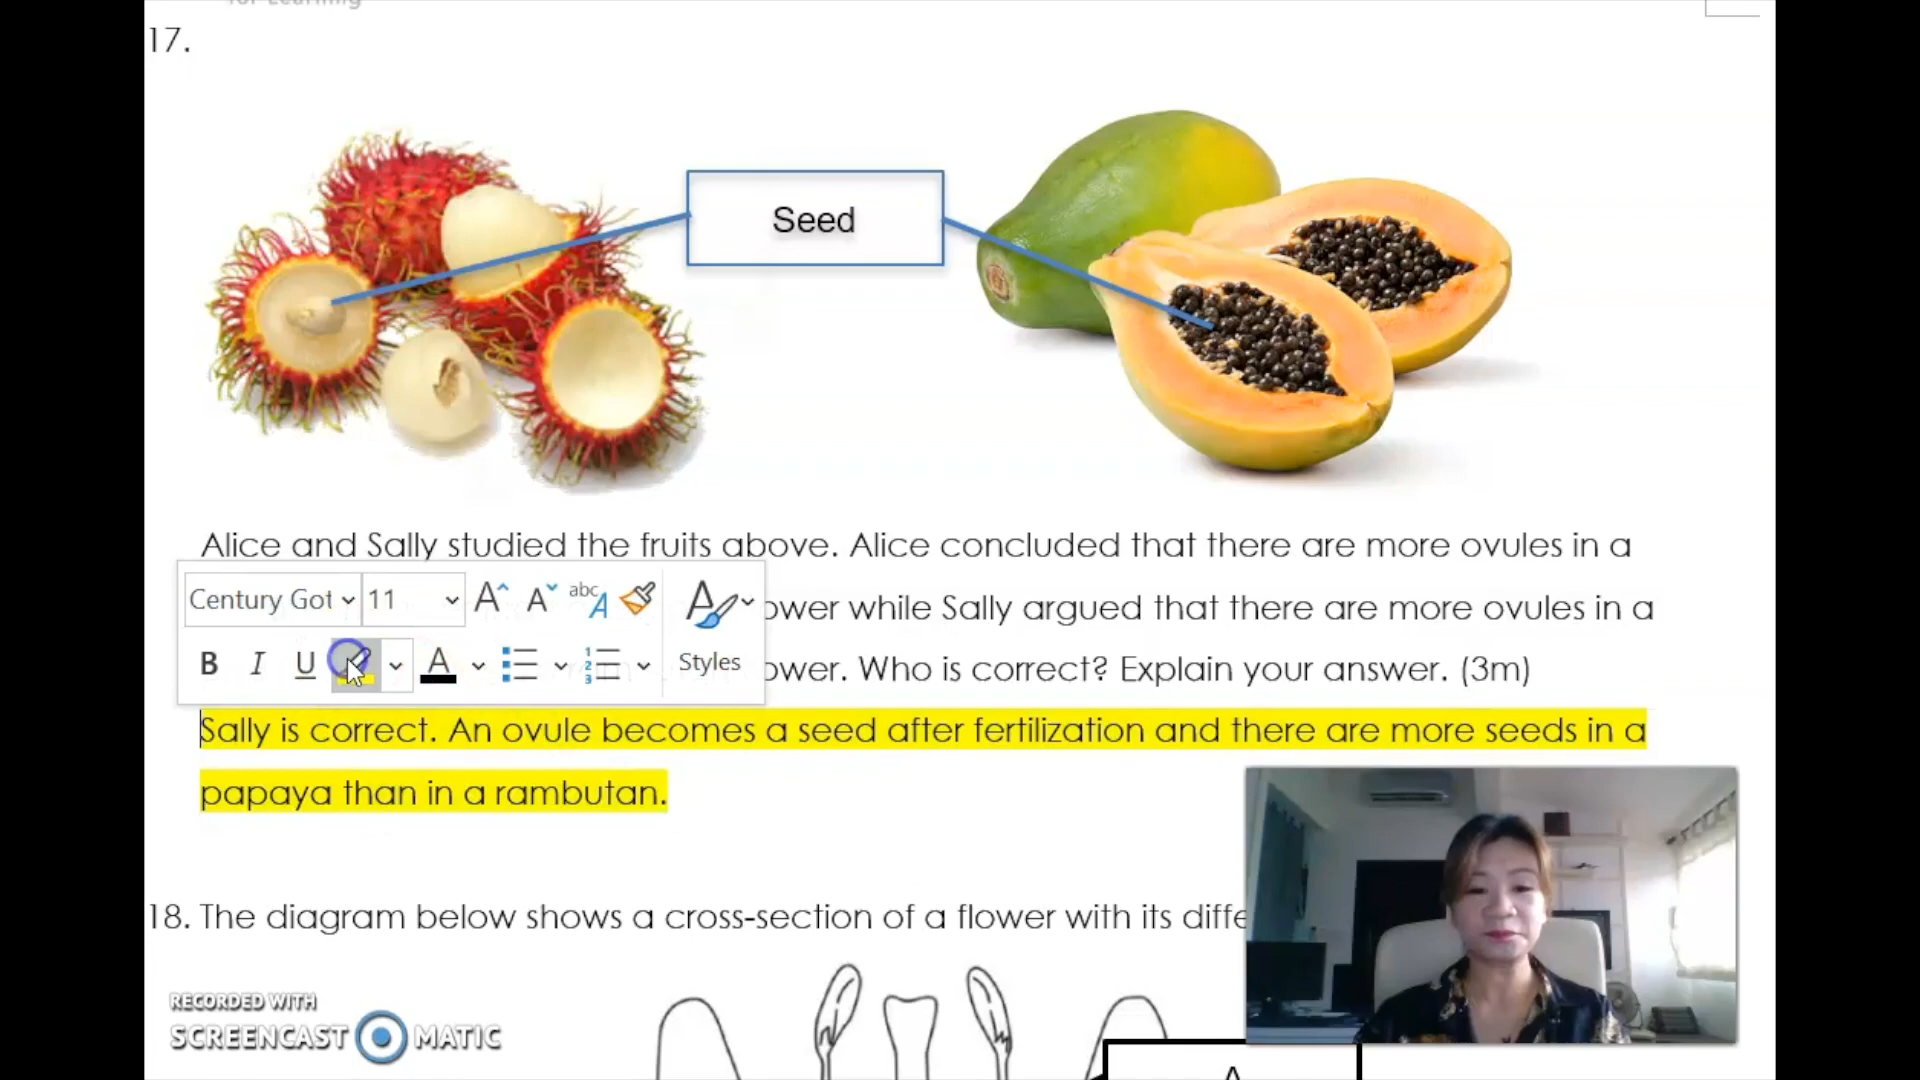 17.
Seed
Alice and Sally studied the fruits above. Alice concluded that there are more ovules in a
ower while Sally argued that there are more ovules in a
ower. Who is correct? Explain your answer. (3m)
Century Got
11
abc
A
B I U A
Styles
Sally is correct. An ovule becomes a seed after fertilization and there are more seeds in a
papaya than in a rambutan.
18. The diagram below shows a cross-section of a flower with its diffe
A
RECORDED WITH
SCREENCAST MATIC